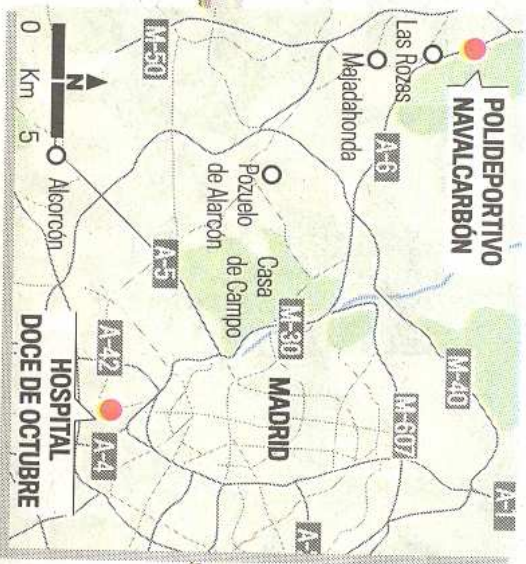 POLIDEPORTIVO
NAVALCARBÓN
Las Rozas
Majadahonda
A-6
M-50
Pozuelo
de Alarcón
Casa
de Campo
M-40
M-607
A-1
M-30
MADRID
A-
A-5
Alcorcón
N
0 Km 5
A-42
A-4
HOSPITAL
DOCE DE OCTUBRE